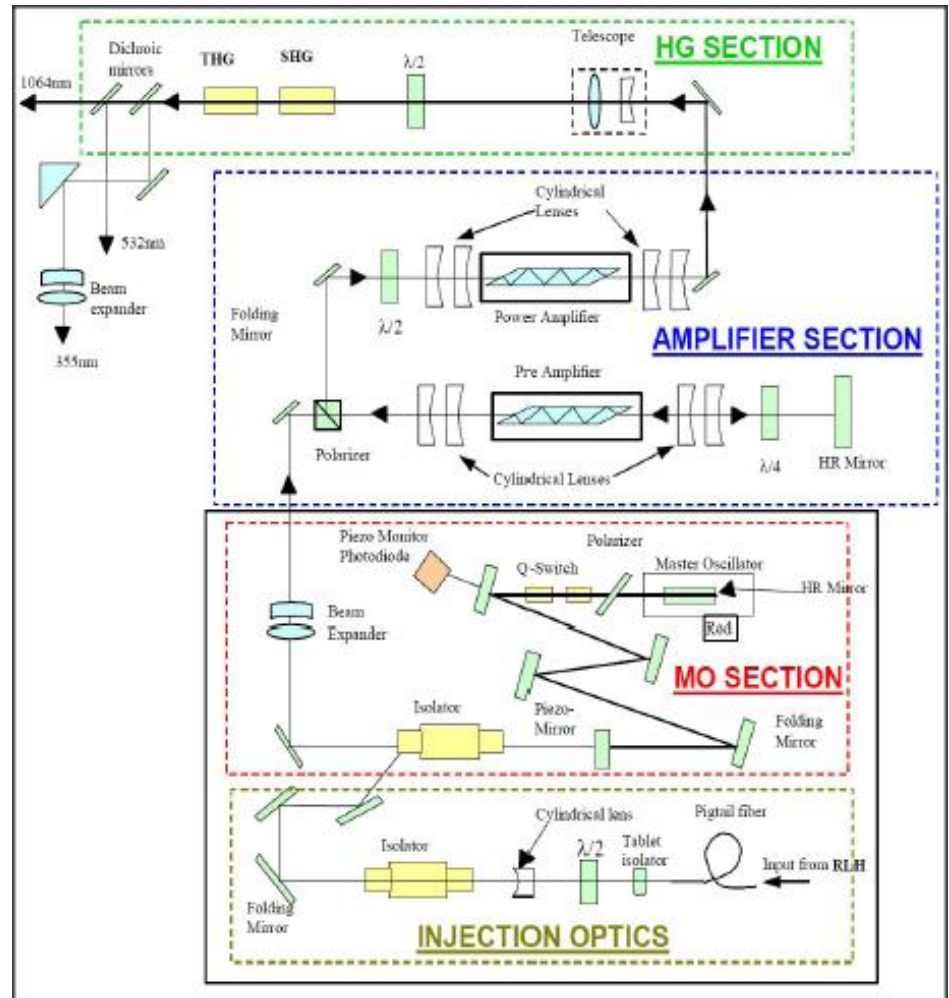 HG SECTION
Telescope
Dichroic
mirrors
THG
SHG
λ/2
1064nm
532nm
Beam
expander
355nm
Cylindrical
Lenses
Folding
Mirror
λ/2
Power Amplifier
AMPLIFIER SECTION
Pre Amplifier
Polarizer
Cylindrical Lenses
λ/4
HR Mirror
Piezo Monitor
Photodiode
Polarizer
Q-Switch
Master Oscillator
HR Mirror
Rod
Beam
Expander
MO SECTION
Isolator
Piezo-
Mirror
Folding
Mirror
Cylindrical lens
Pigtail fiber
Isolator
λ/2
Tablet
isolator
Input from RLH
Folding
Mirror
INJECTION OPTICS